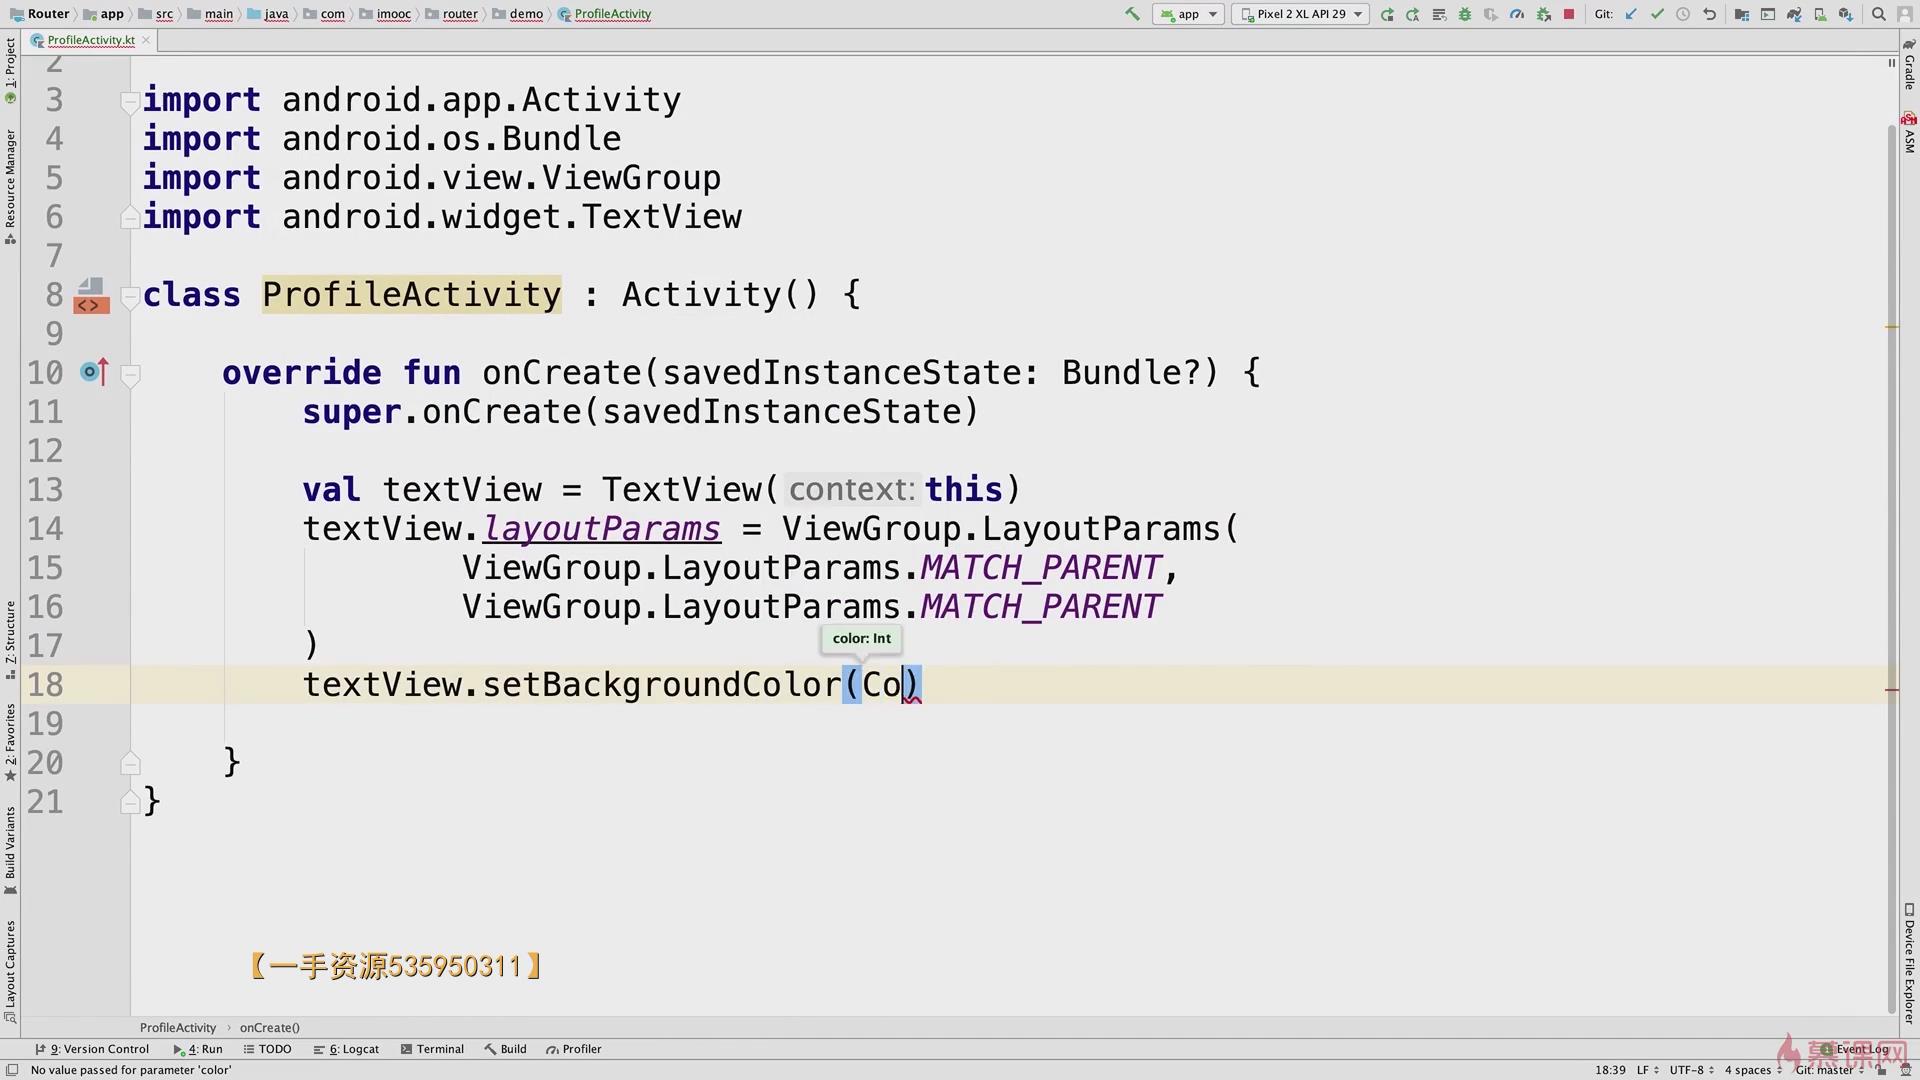 Router app src main java com imooc router demo ProfileActivity app Pixel 2 XL API 29 Git:
ProfileActivity.kt
1: Project
Resource Manager
Z: Structure
2: Favorites
Build Variants
Layout Captures
2
3 import android.app.Activity
4 import android.os.Bundle
5 import android.view.ViewGroup
6 import android.widget.TextView
7
8 class ProfileActivity : Activity() {
9
10 override fun onCreate(savedInstanceState: Bundle?) {
11 super.onCreate(savedInstanceState)
12
13 val textView = TextView( context: this)
14 textView.layoutParams = ViewGroup.LayoutParams(
15 ViewGroup.LayoutParams.MATCH_PARENT,
16 ViewGroup.LayoutParams.MATCH_PARENT
17 )
color: Int
18 textView.setBackgroundColor(Co)
19
20 }
21 }
【一手资源535950311】
Gradle
ASM
Device File Explorer
ProfileActivity › onCreate()
9: Version Control 4: Run TODO 6: Logcat Terminal Build Profiler Event Log
慕课网
No value passed for parameter 'color' 18:39 LF UTF-8 4 spaces Git: master